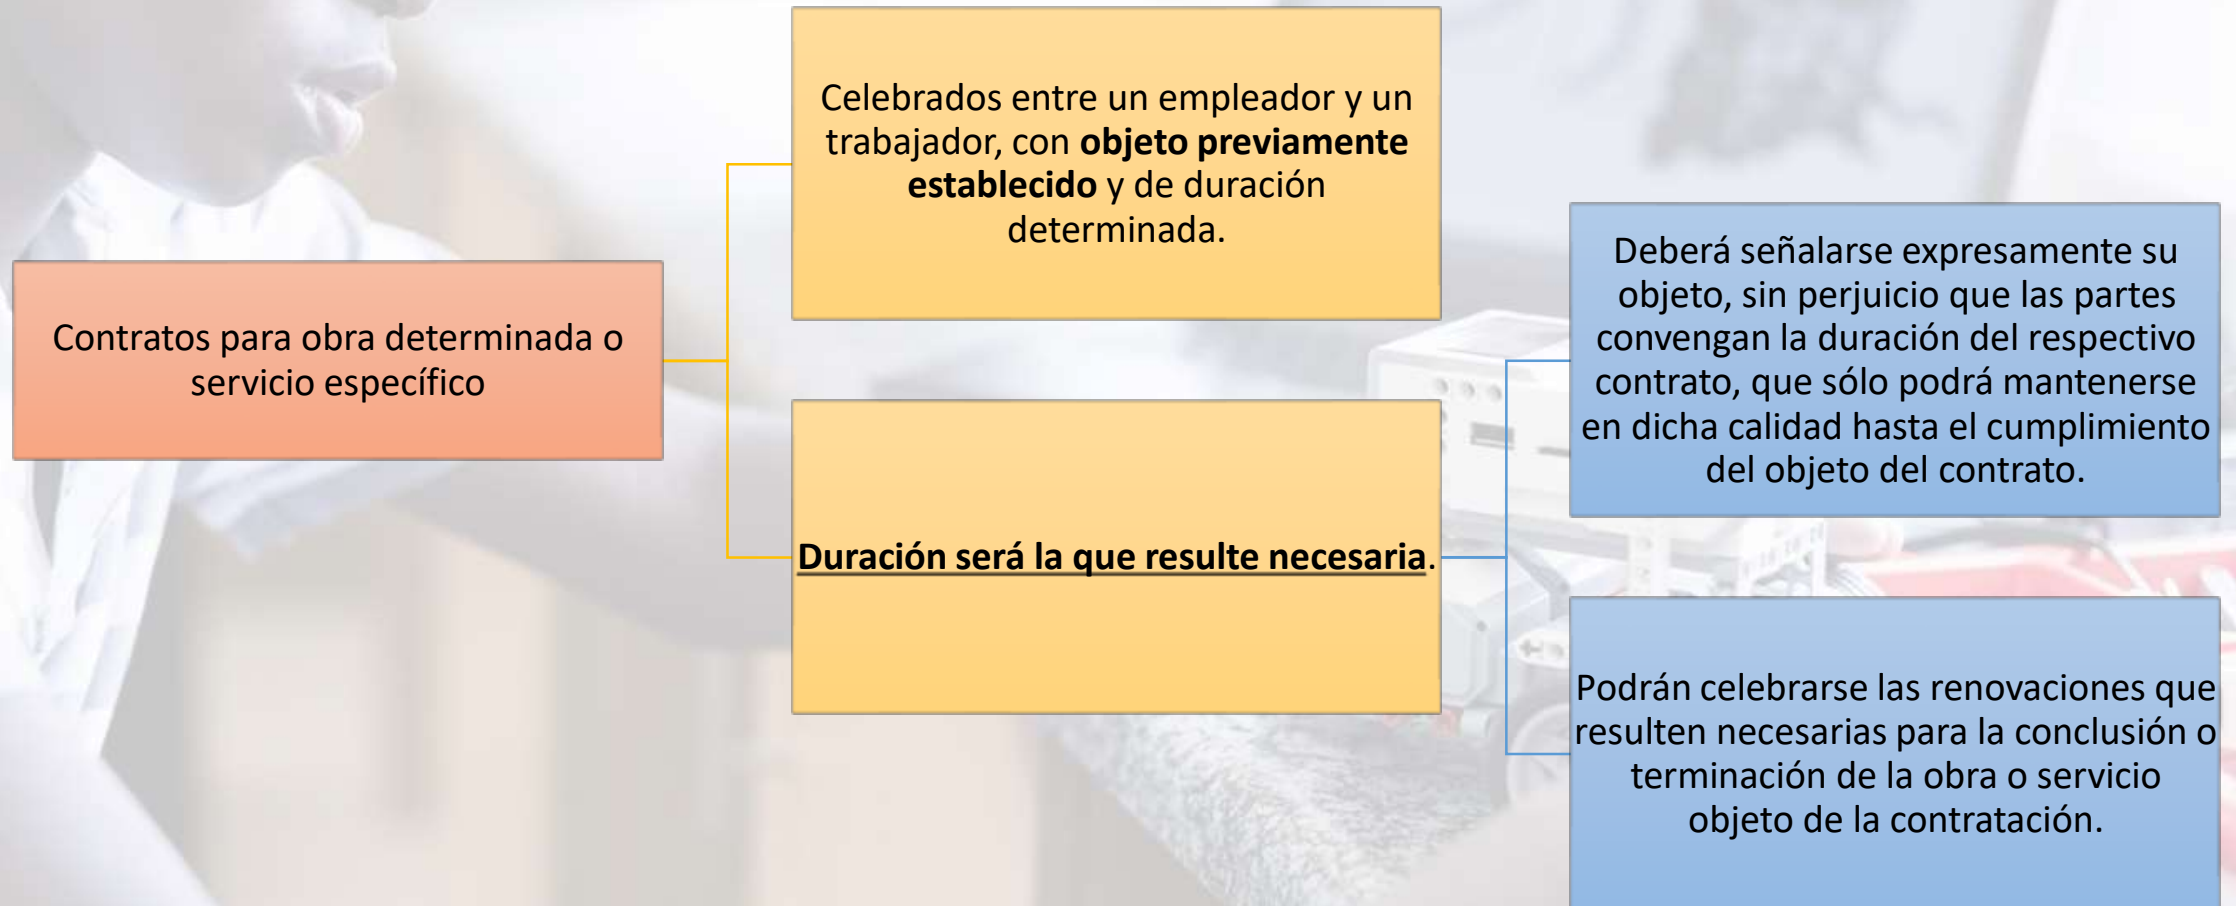 Contratos para obra determinada o
servicio específico
Celebrados entre un empleador y un
trabajador, con objeto previamente
establecido y de duración
determinada.
Duración será la que resulte necesaria.
Deberá señalarse expresamente su
objeto, sin perjuicio que las partes
convengan la duración del respectivo
contrato, que sólo podrá mantenerse
en dicha calidad hasta el cumplimiento
del objeto del contrato.
Podrán celebrarse las renovaciones que
resulten necesarias para la conclusión o
terminación de la obra o servicio
objeto de la contratación.